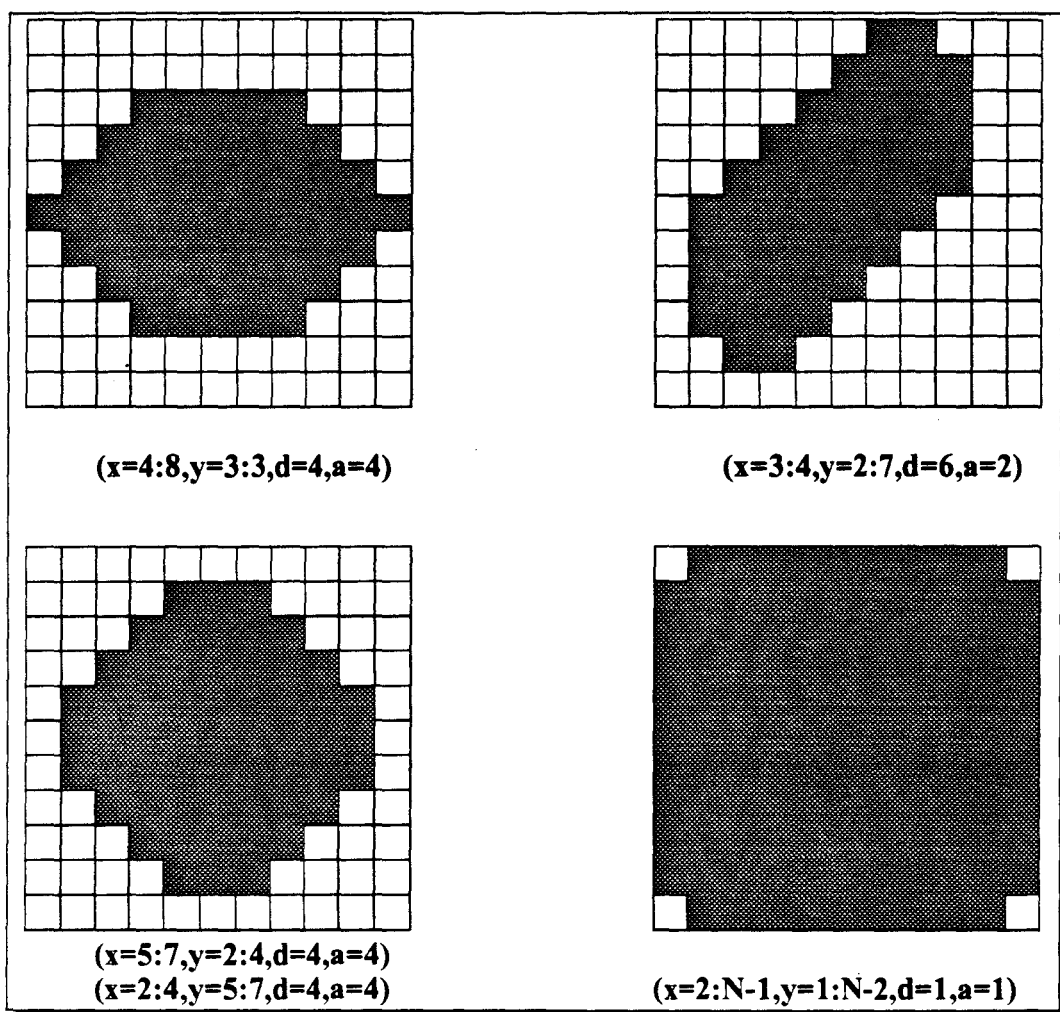 (x=4:8,y=3:3,d=4,a=4)
(x=3:4,y=2:7,d=6,a=2)
(x=5:7,y=2:4,d=4,a=4)
(x=2:4,y=5:7,d=4,a=4)
(x=2:N-1,y=1:N-2,d=1,a=1)